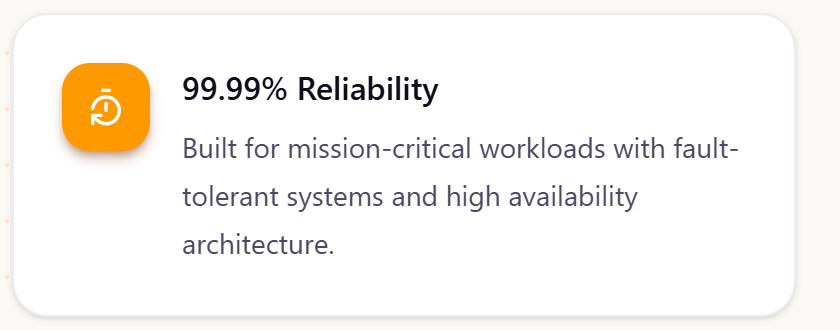 99.99% Reliability
Built for mission-critical workloads with fault-
tolerant systems and high availability
architecture.